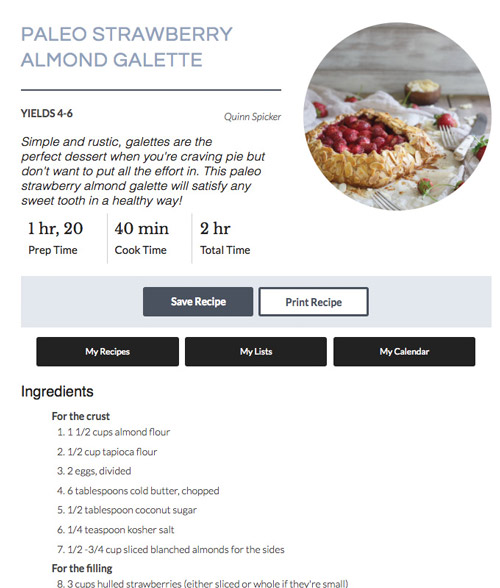 PALEO STRAWBERRY
ALMOND GALETTE
YIELDS 4-6
Quinn Spicker
Simple and rustic, galettes are the
perfect dessert when you're craving pie but
don't want to put all the effort in. This paleo
strawberry almond galette will satisfy any
sweet tooth in a healthy way!
1 hr, 20
Prep Time
40 min
Cook Time
2 hr
Total Time
Save Recipe
Print Recipe
My Recipes
My Lists
My Calendar
Ingredients
For the crust
1. 1 1/2 cups almond flour
2. 1/2 cup tapioca flour
3. 2 eggs, divided
4. 6 tablespoons cold butter, chopped
5. 1/2 tablespoon coconut sugar
6. 1/4 teaspoon kosher salt
7. 1/2 -3/4 cup sliced blanched almonds for the sides
For the filling
8. 3 cups hulled strawberries (either sliced or whole if they're small)